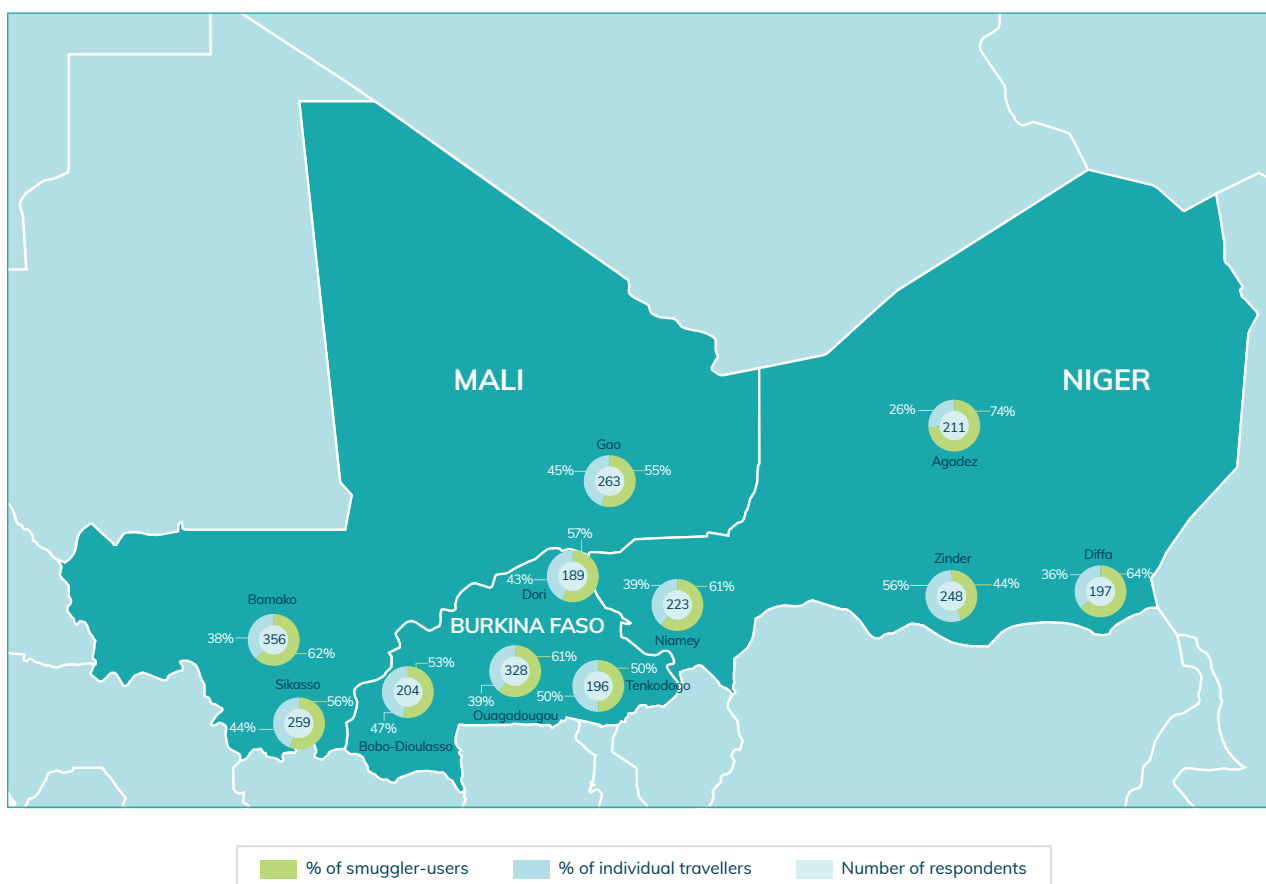 MALI
NIGER
BURKINA FASO
Gao
45%
263
55%
26%
211
74%
Agadez
57%
43%
189
Dori
39%
223
61%
Niamey
Zinder
56%
248
44%
Diffa
36%
197
64%
Bamako
38%
356
62%
Sikasso
44%
259
56%
53%
204
47%
Bobo-Dioulasso
61%
328
39%
Ouagadougou
50%
196
50%
Tenkodogo
% of smuggler-users
% of individual travellers
Number of respondents